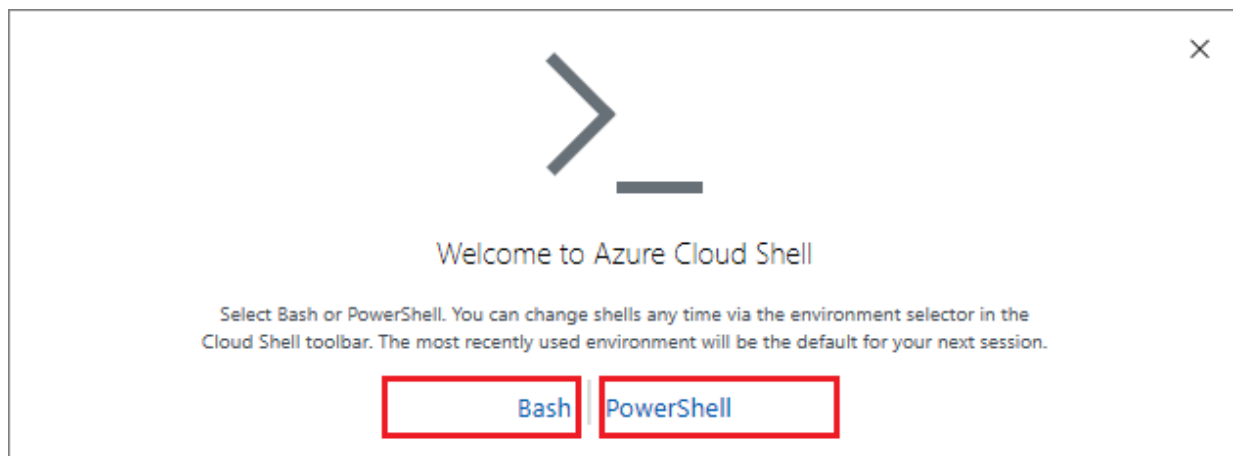 Welcome to Azure Cloud Shell
Select Bash or PowerShell. You can change shells any time via the environment selector in the
Cloud Shell toolbar. The most recently used environment will be the default for your next session.
Bash PowerShell